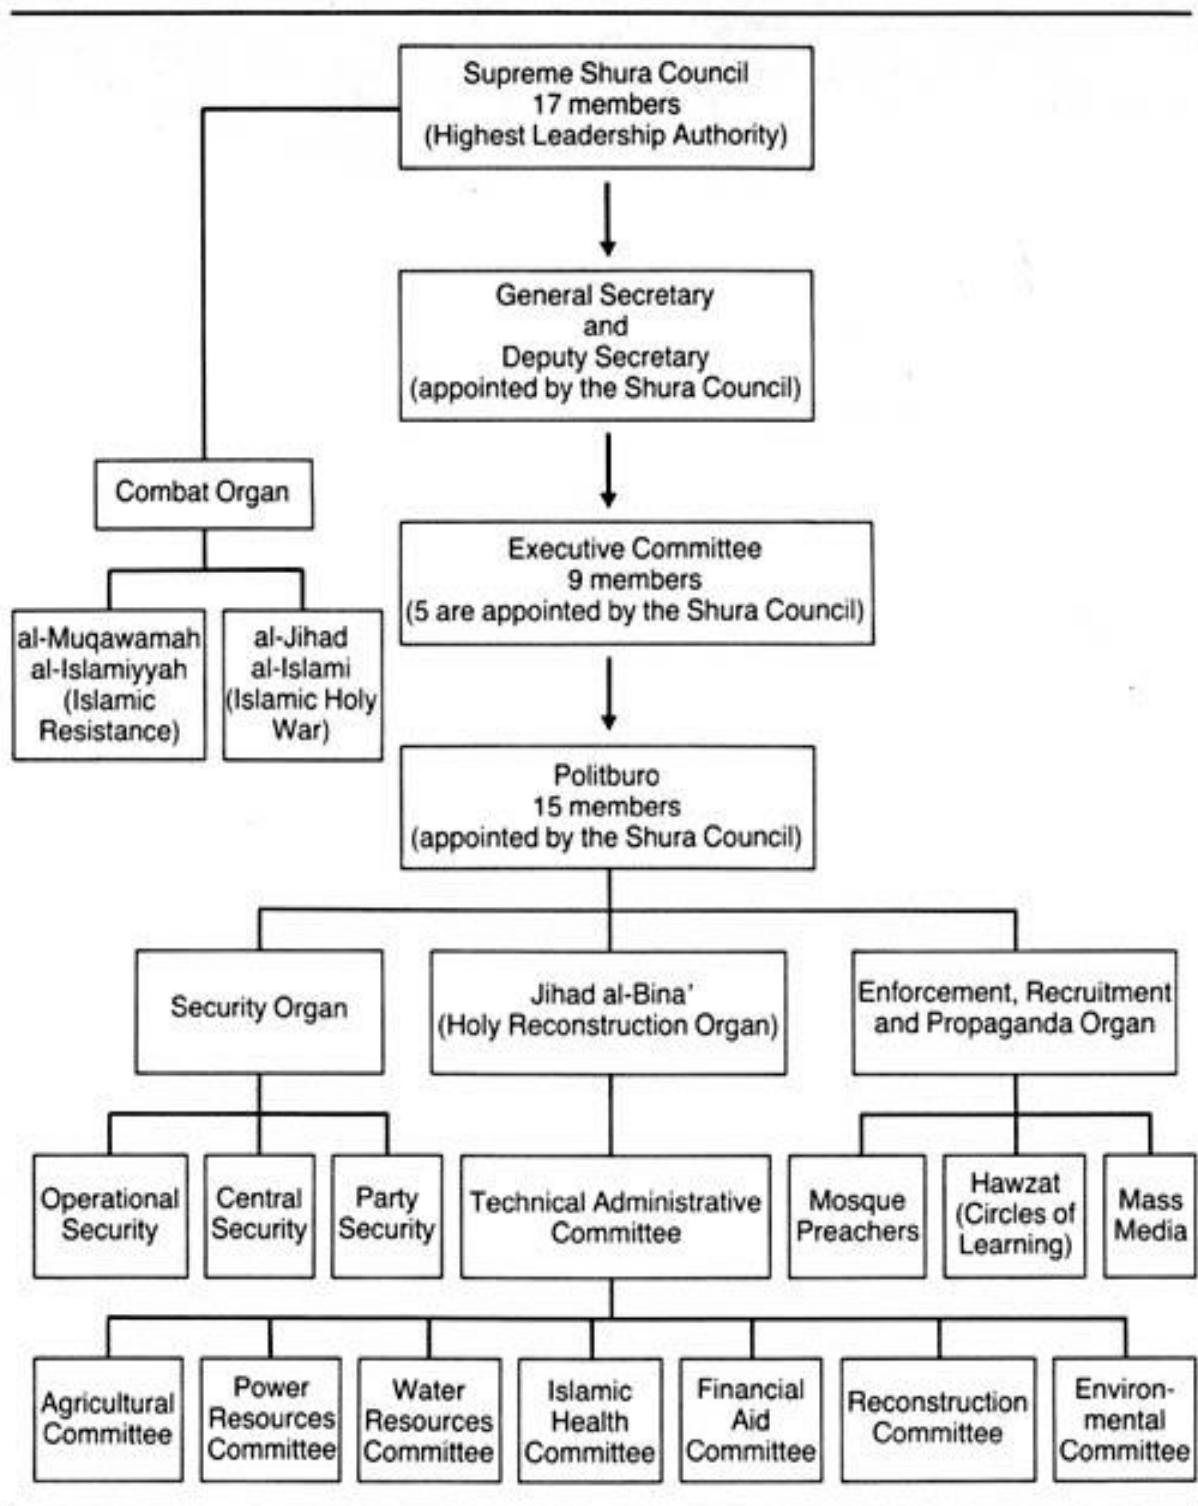 Supreme Shura Council
17 members
(Highest Leadership Authority)
General Secretary
and
Deputy Secretary
(appointed by the Shura Council)
Combat Organ
Executive Committee
9 members
(5 are appointed by the Shura Council)
al-Muqawamah
al-Islamiyyah
(Islamic
Resistance)
al-Jihad
al-Islami
(Islamic Holy
War)
Politburo
15 members
(appointed by the Shura Council)
Security Organ
Jihad al-Bina’
(Holy Reconstruction Organ)
Enforcement, Recruitment
and Propaganda Organ
Operational
Security
Central
Security
Party
Security
Technical Administrative
Committee
Mosque
Preachers
Hawzat
(Circles of
Learning)
Mass
Media
Agricultural
Committee
Power
Resources
Committee
Water
Resources
Committee
Islamic
Health
Committee
Financial
Aid
Committee
Reconstruction
Committee
Environ-
mental
Committee